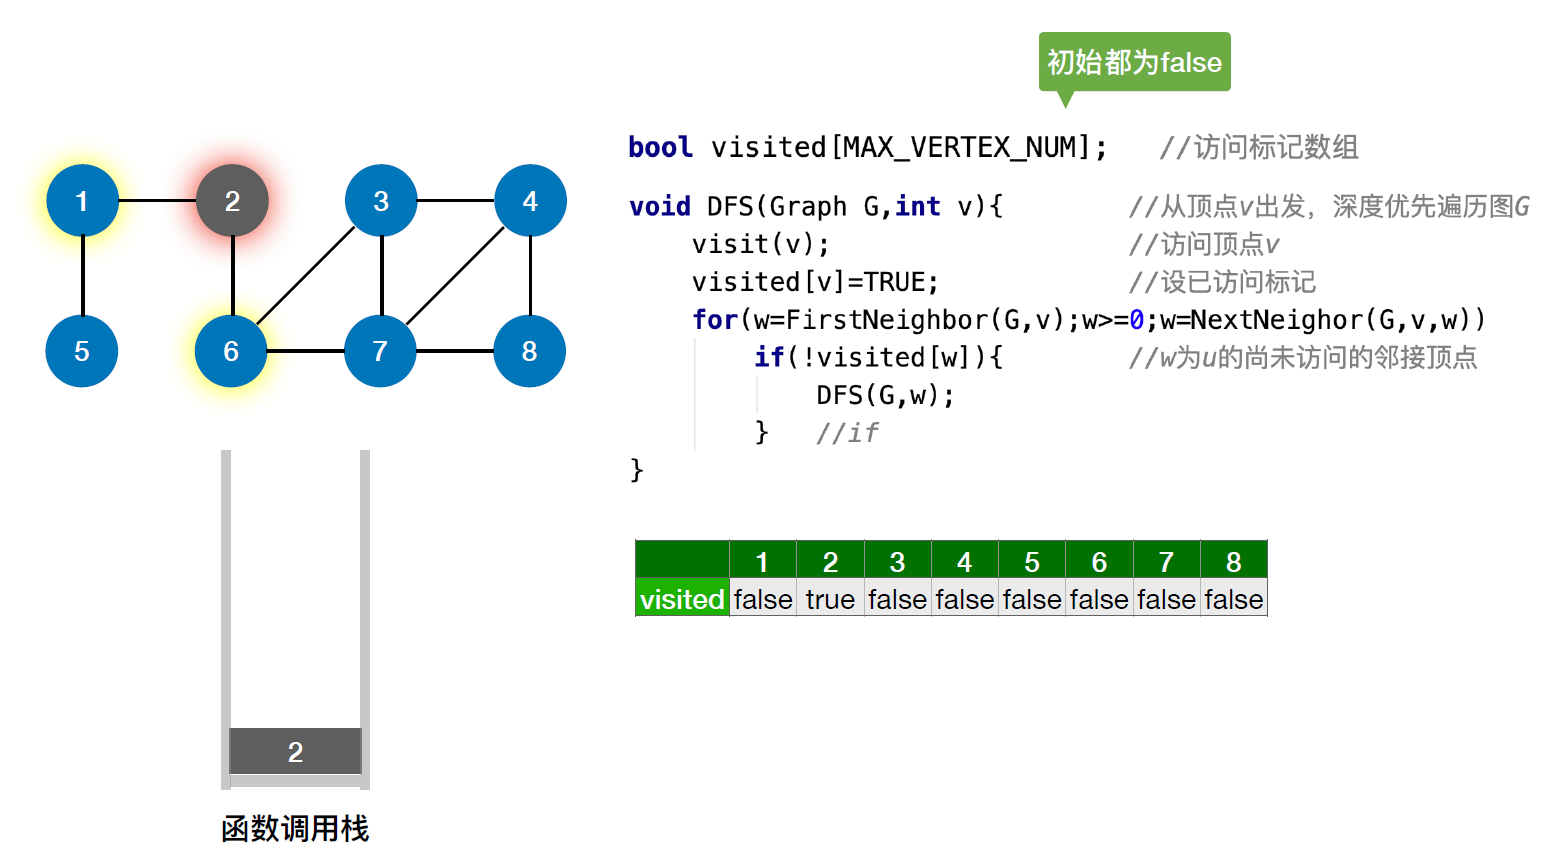 初始都为false
bool visited[MAX_VERTEX_NUM];   //访问标记数组
void DFS(Graph G,int v){        //从顶点v出发，深度优先遍历图G
    visit(v);                   //访问顶点v
    visited[v]=TRUE;            //设已访问标记
    for(w=FirstNeighbor(G,v);w>=0;w=NextNeighor(G,v,w))
        if(!visited[w]){        //w为u的尚未访问的邻接顶点
            DFS(G,w);
        }   //if
}
1 2 3 4
5 6 7 8
1 2 3 4 5 6 7 8
visited false true false false false false false false
2
函数调用栈